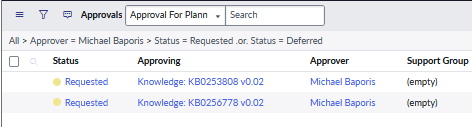 Approvals Approval For Plann Search
All > Approver = Michael Baporis > Status = Requested .or. Status = Deferred
Status Approving Approver Support Group
Requested Knowledge: KB0253808 v0.02 Michael Baporis (empty)
Requested Knowledge: KB0256778 v0.02 Michael Baporis (empty)